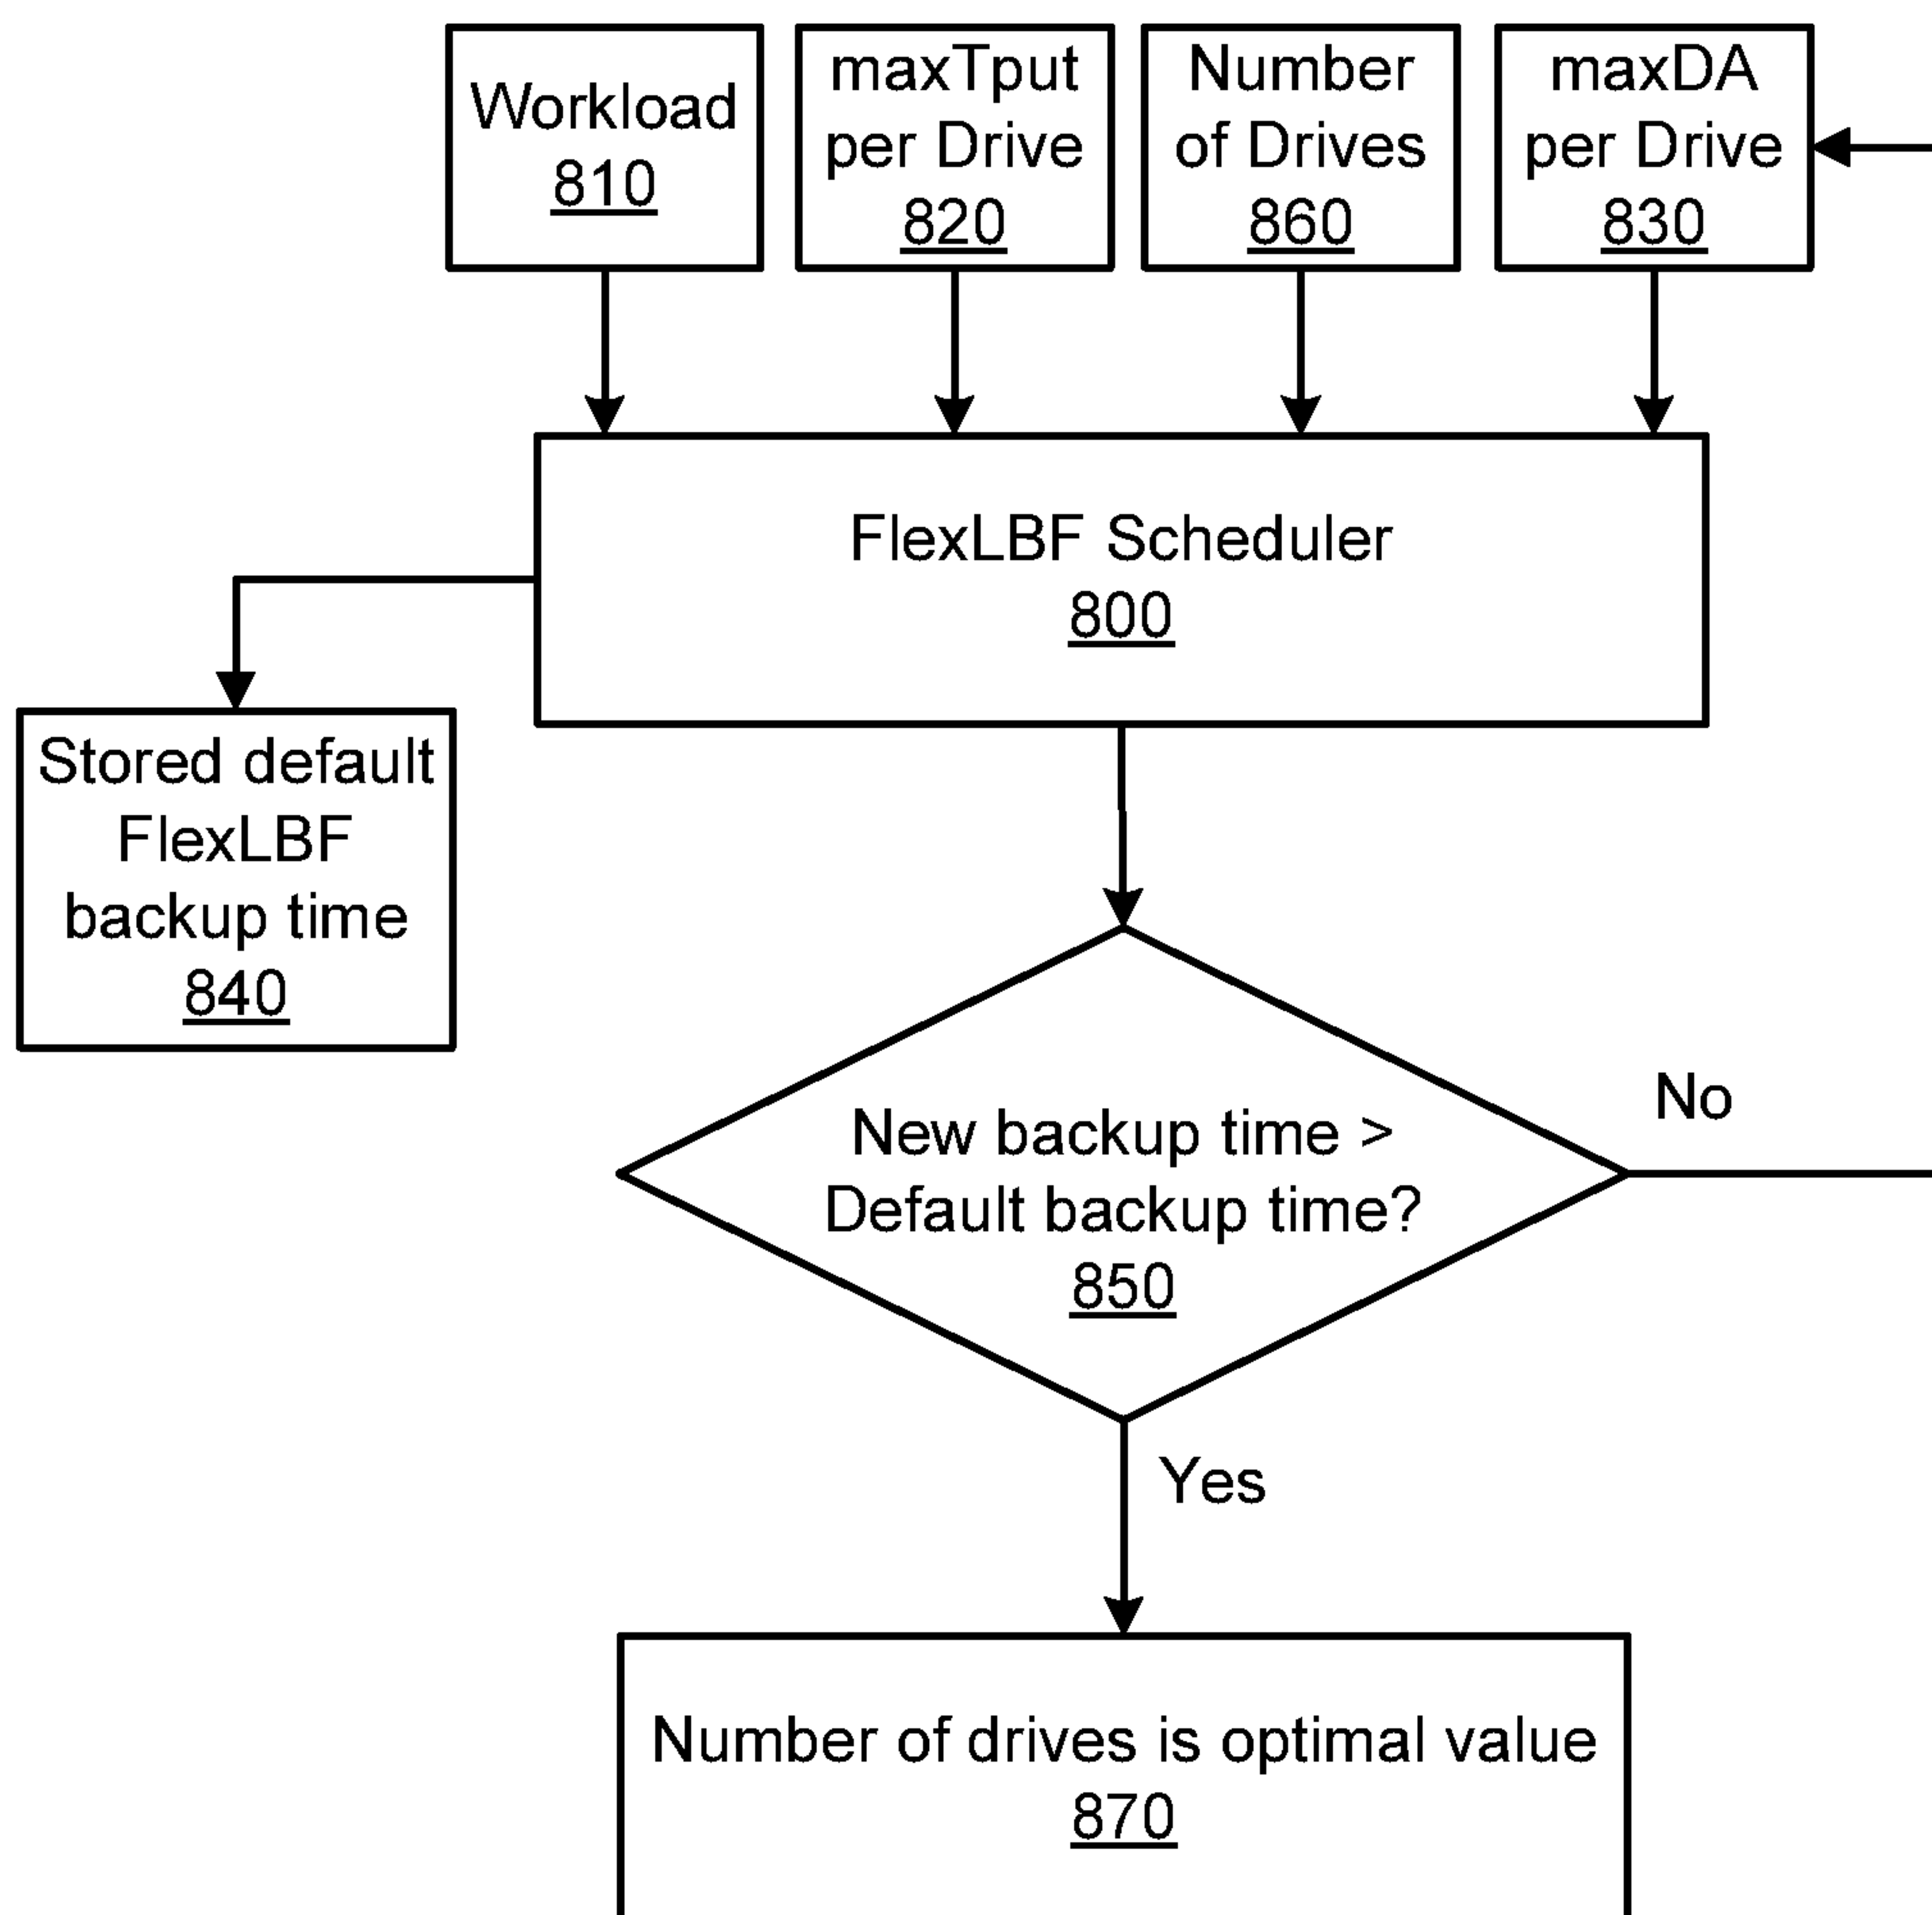 Workload
810
maxTput
per Drive
820
Number
of Drives
860
maxDA
per Drive
830
FlexLBF Scheduler
800
Stored default
FlexLBF
backup time
840
New backup time >
Default backup time?
850
No
Yes
Number of drives is optimal value
870